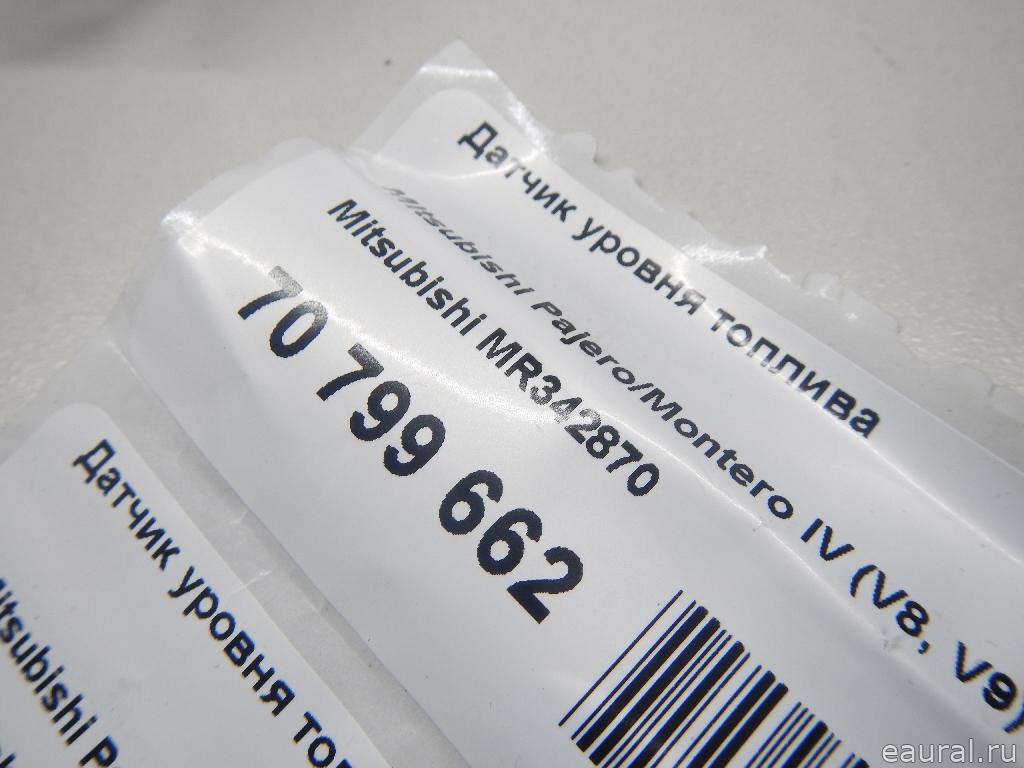 Датчик уровня топлива
Mitsubishi Pajero/Montero IV (V8, V9)
Mitsubishi MR342870
70 799 662
Датчик уровня топ
Mitsubishi P
eaural.ru